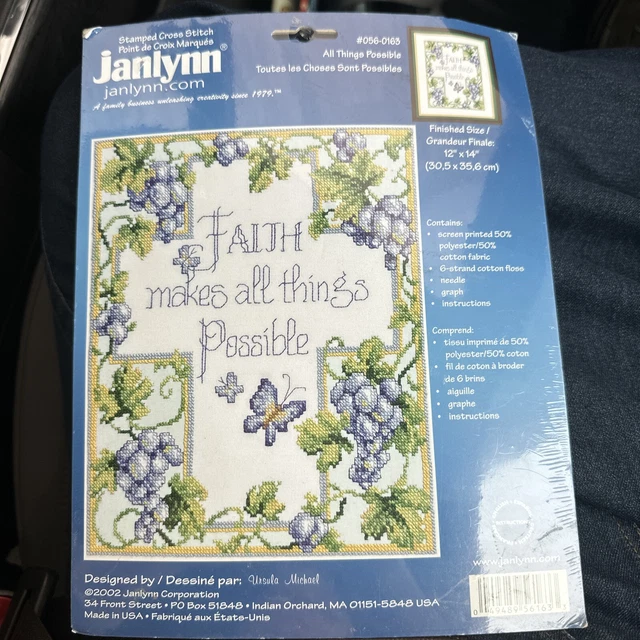 Stamped Cross Stitch
Point de Croix Marqués
janlynn®
janlynn.com
A family business unleashing creativity since 1979.™
#056-0163
All Things Possible
Toutes les Choses Sont Possibles
FAITH
makes all things
Possible
Finished Size /
Grandeur Finale:
12" x 14"
(30,5 x 35,6 cm)
Contains:
• screen printed 50%
polyester/50%
cotton fabric
• 6-strand cotton floss
• needle
• graph
• instructions
Comprend:
• tissu imprimé de 50%
polyester/50% coton
• fil de coton à broder
de 6 brins
• aiguille
• graphe
• instructions
FAITH
makes all things
Possible
www.janlynn.com
Designed by / Dessiné par: Ursula Michael
©2002 Janlynn Corporation
34 Front Street • PO Box 51848 • Indian Orchard, MA 01151-5848 USA
Made in USA • Fabriqué aux États-Unis